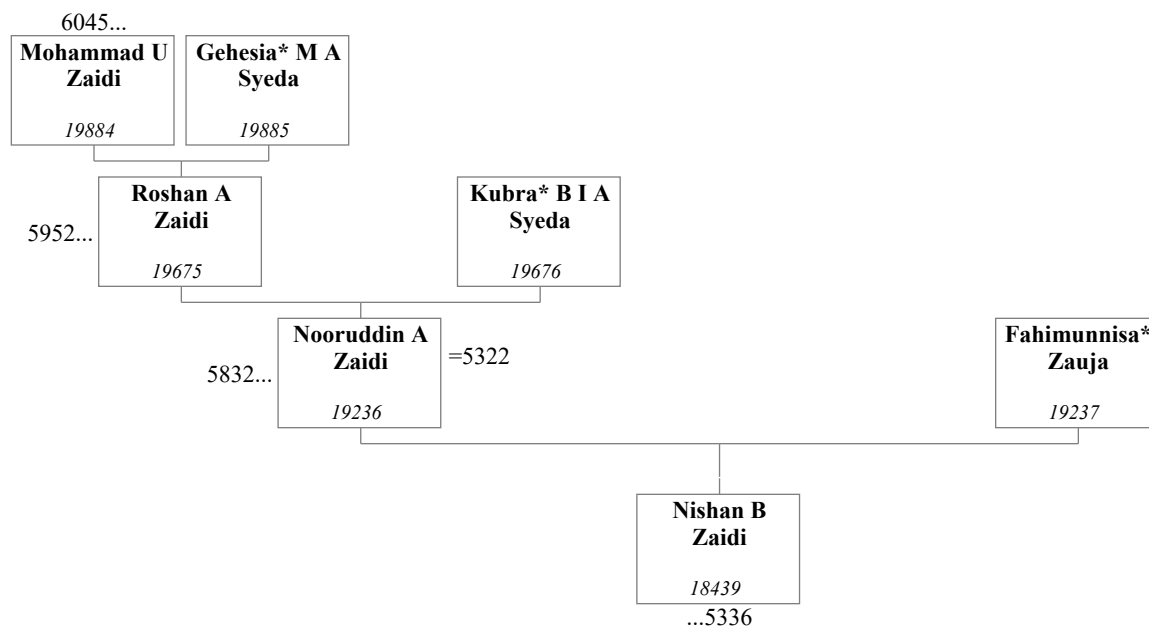 6045...
Mohammad U
Zaidi
19884
Gehesia* M A
Syeda
19885
5952...
Roshan A
Zaidi
19675
Kubra* B I A
Syeda
19676
5832...
Nooruddin A
Zaidi
19236
=5322
Fahimunnisa*
Zauja
19237
Nishan B
Zaidi
18439
...5336